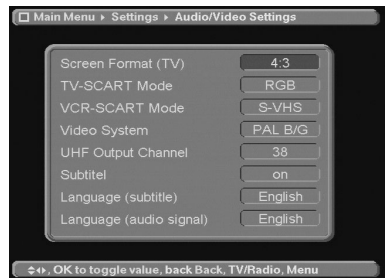 Main Menu ▸ Settings ▸ Audio/Video Settings
Screen Format (TV) 4:3
TV-SCART Mode RGB
VCR-SCART Mode S-VHS
Video System PAL B/G
UHF Output Channel 38
Subtitel on
Language (subtitle) English
Language (audio signal) English
, OK to toggle value, back Back, TV/Radio, Menu